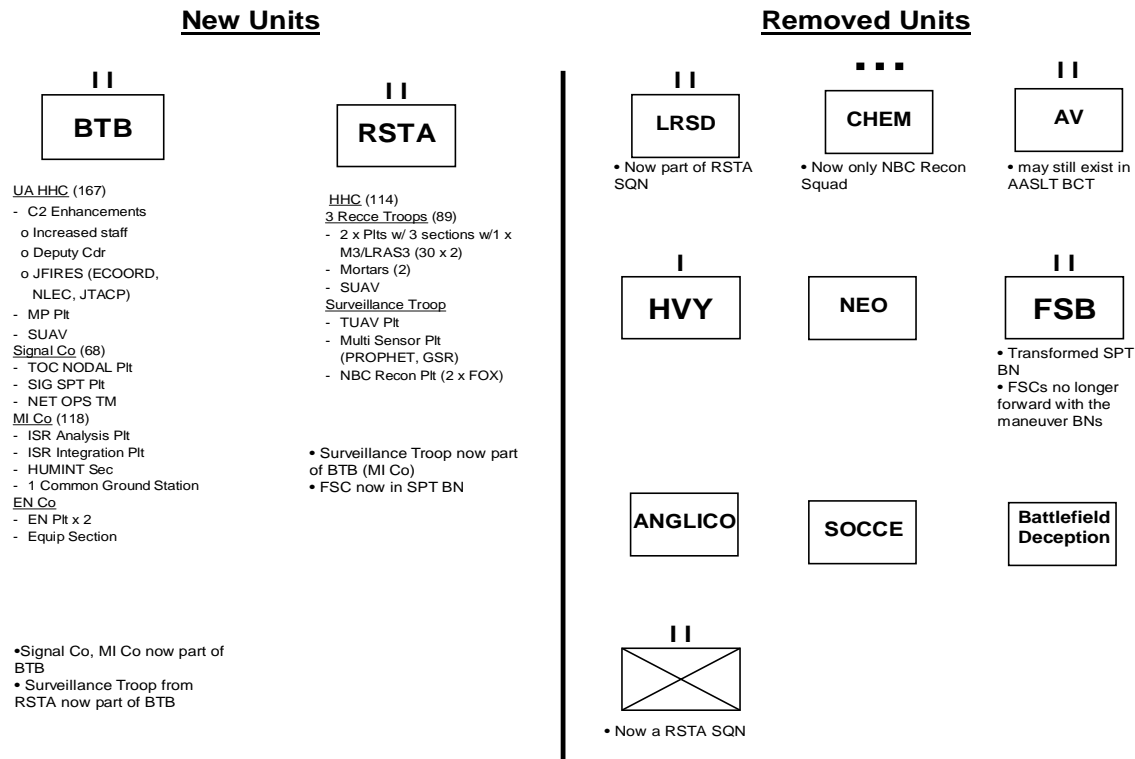 New Units
BTB
UA HHC (167)
- C2 Enhancements
o Increased staff
o Deputy Cdr
o JFIRES (ECOORD,
NLEC, JTACP)
- MP Plt
- SUAV
Signal Co (68)
- TOC NODAL Plt
- SIG SPT Plt
- NET OPS TM
MI Co (118)
- ISR Analysis Plt
- ISR Integration Plt
- HUMINT Sec
- 1 Common Ground Station
EN Co
- EN Plt x 2
- Equip Section
•Signal Co, MI Co now part of
BTB
• Surveillance Troop from
RSTA now part of BTB
RSTA
HHC (114)
3 Recce Troops (89)
- 2 x Plts w/ 3 sections w/1 x
M3/LRAS3 (30 x 2)
- Mortars (2)
- SUAV
Surveillance Troop
- TUAV Plt
- Multi Sensor Plt
(PROPHET, GSR)
- NBC Recon Plt (2 x FOX)
• Surveillance Troop now part
of BTB (MI Co)
• FSC now in SPT BN
Removed Units
LRSD
• Now part of RSTA
SQN
CHEM
• Now only NBC Recon
Squad
AV
• may still exist in
AASLT BCT
HVY
NEO
FSB
• Transformed SPT
BN
• FSCs no longer
forward with the
maneuver BNs
ANGLICO
SOCCE
Battlefield
Deception
• Now a RSTA SQN